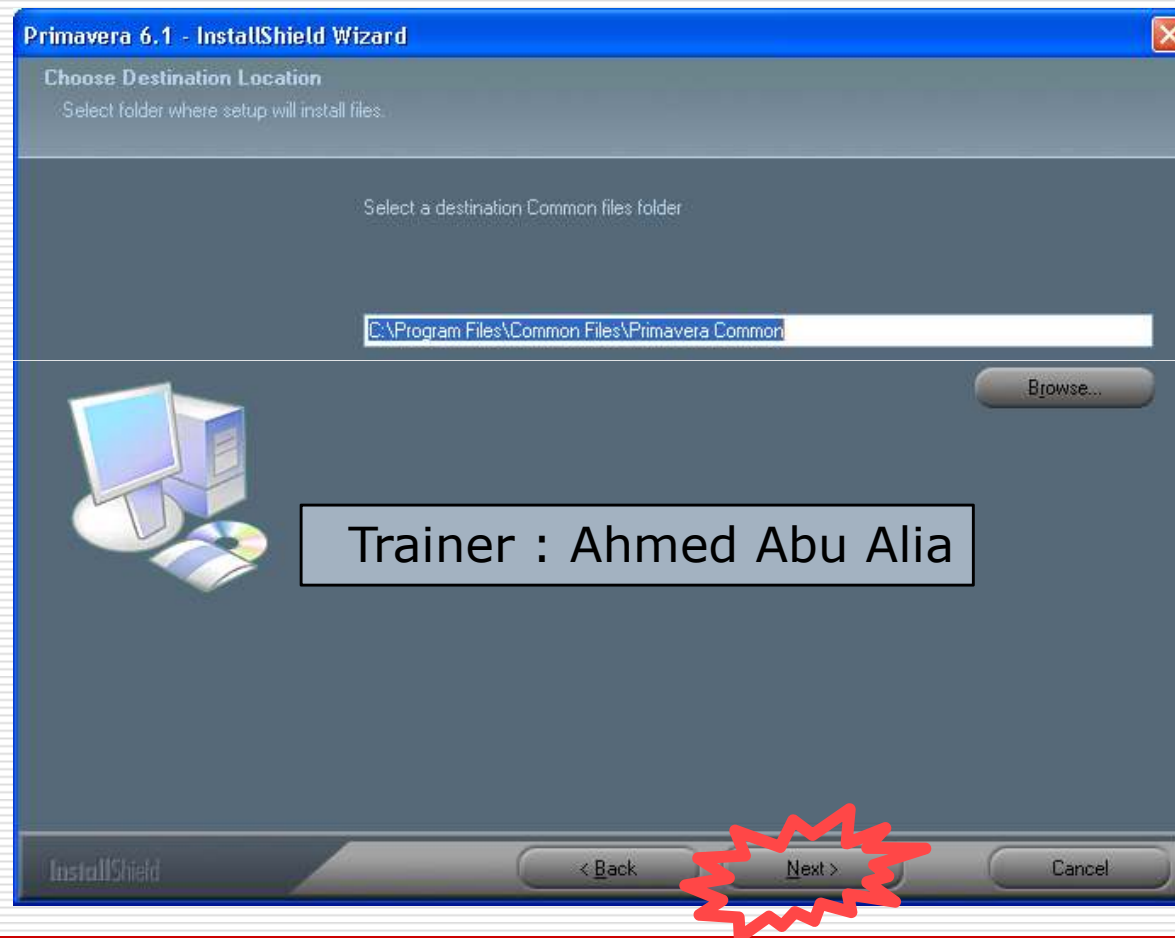 Primavera 6.1 - InstallShield Wizard
Choose Destination Location
Select folder where setup will install files.
Select a destination Common files folder
C:\Program Files\Common Files\Primavera Common
Browse...
Trainer : Ahmed Abu Alia
InstallShield
< Back
Next >
Cancel